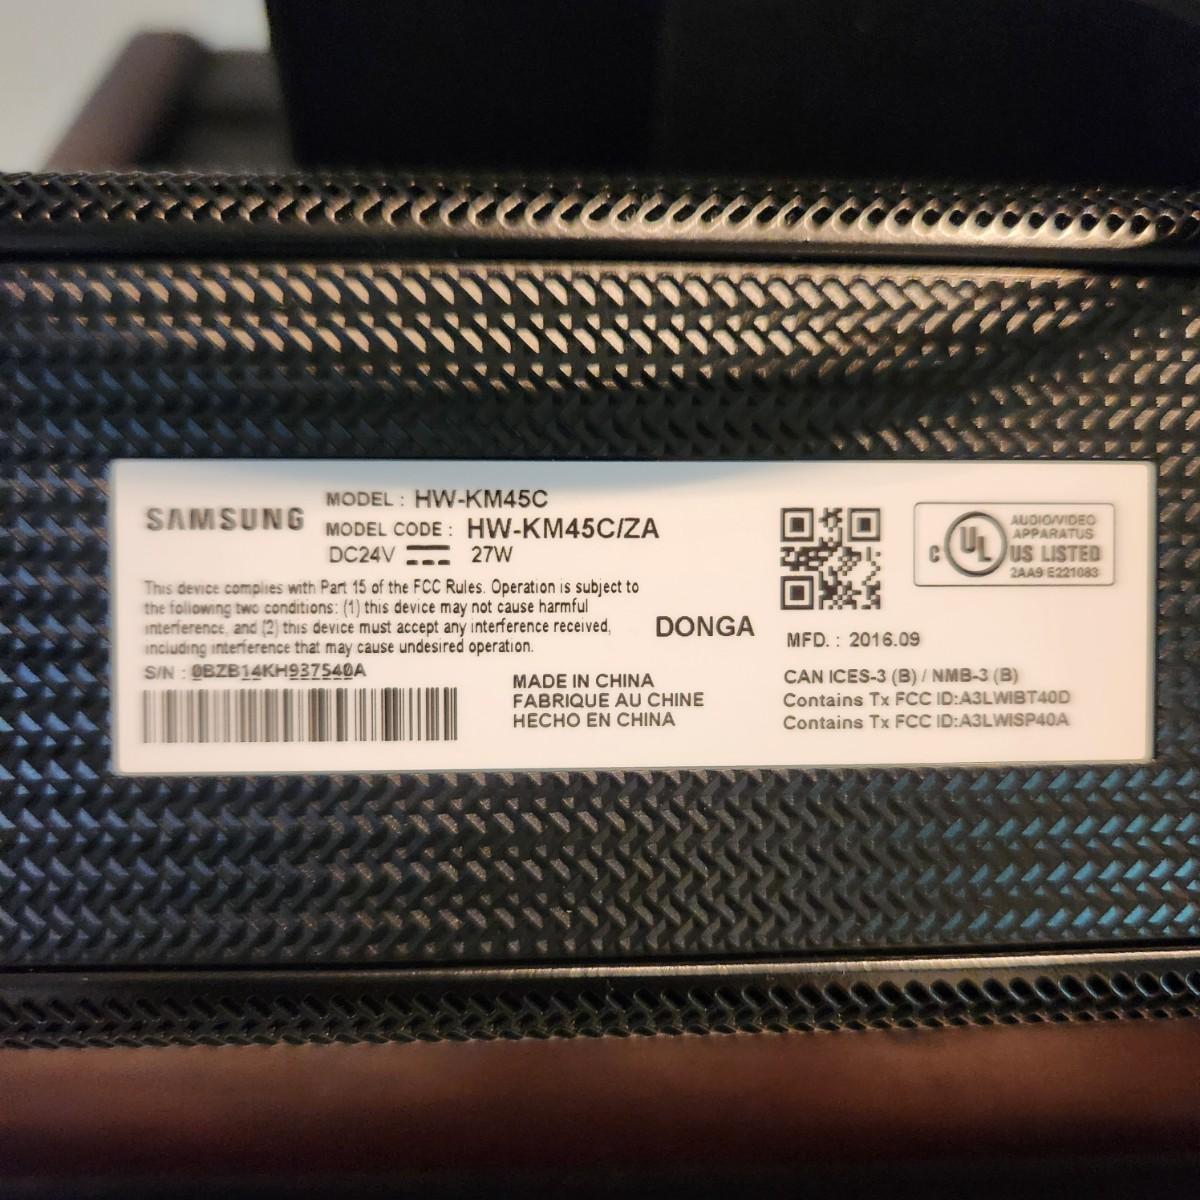 SAMSUNG
MODEL : HW-KM45C
MODEL CODE : HW-KM45C/ZA
DC24V 27W
This device complies with Part 15 of the FCC Rules. Operation is subject to
the following two conditions: (1) this device may not cause harmful
interference, and (2) this device must accept any interference received,
including interference that may cause undesired operation.
S/N : 0BZB14KH937540A
DONGA
MADE IN CHINA
FABRIQUE AU CHINE
HECHO EN CHINA
C UL
AUDIO/VIDEO
APPARATUS
US LISTED
2AA9 E221083
MFD. : 2016.09
CAN ICES-3 (B) / NMB-3 (B)
Contains Tx FCC ID:A3LWIBT40D
Contains Tx FCC ID:A3LWISP40A